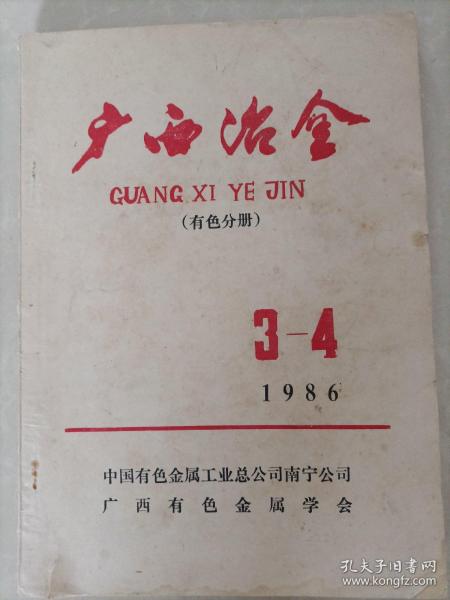 广西冶金
GUANG XI YE JIN
(有色分册)
3-4
1986
中国有色金属工业总公司南宁公司
广西有色金属学会
孔夫子旧书网
www.kongfz.com